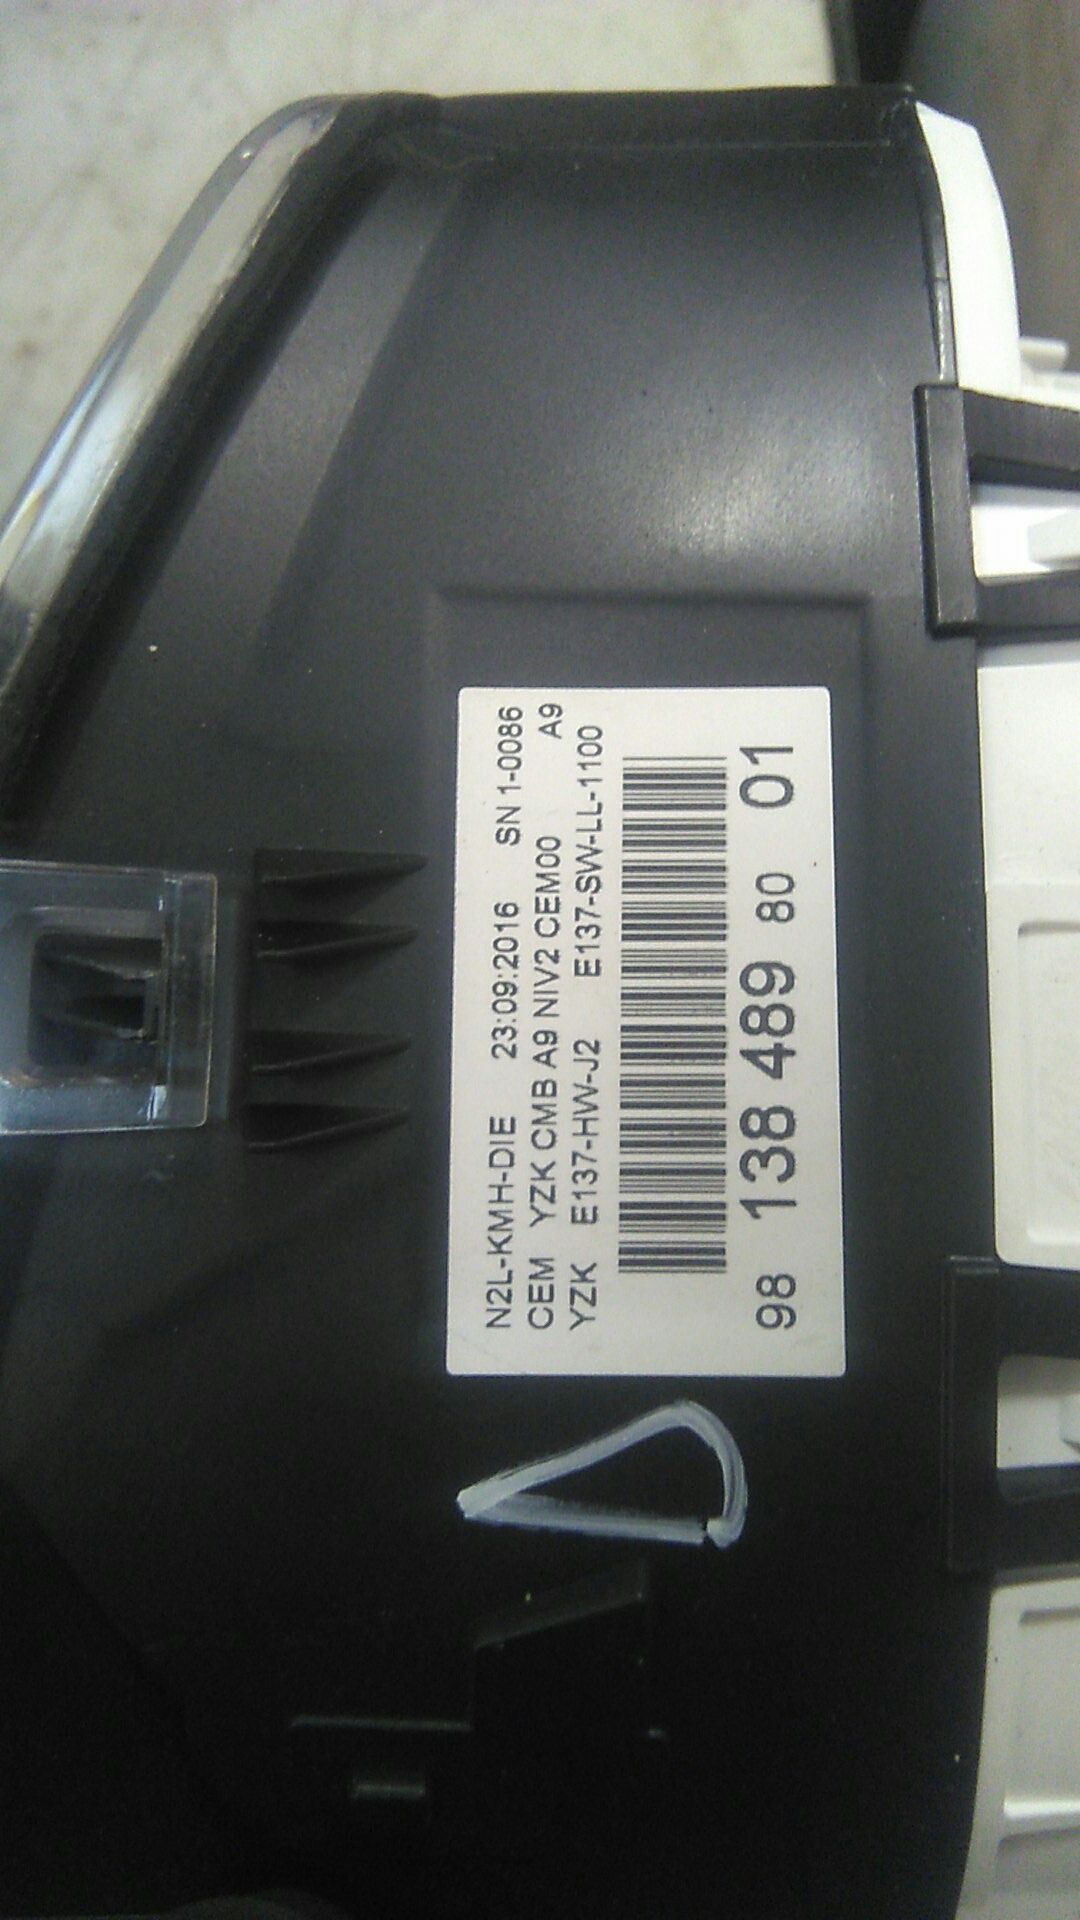 N2L-KMH-DIE 23:09:2016 SN 1-0086
CEM YZK CMB A9 NIV2 CEM00 A9
YZK E137-HW-J2 E137-SW-LL-1100
98 138 489 80 01